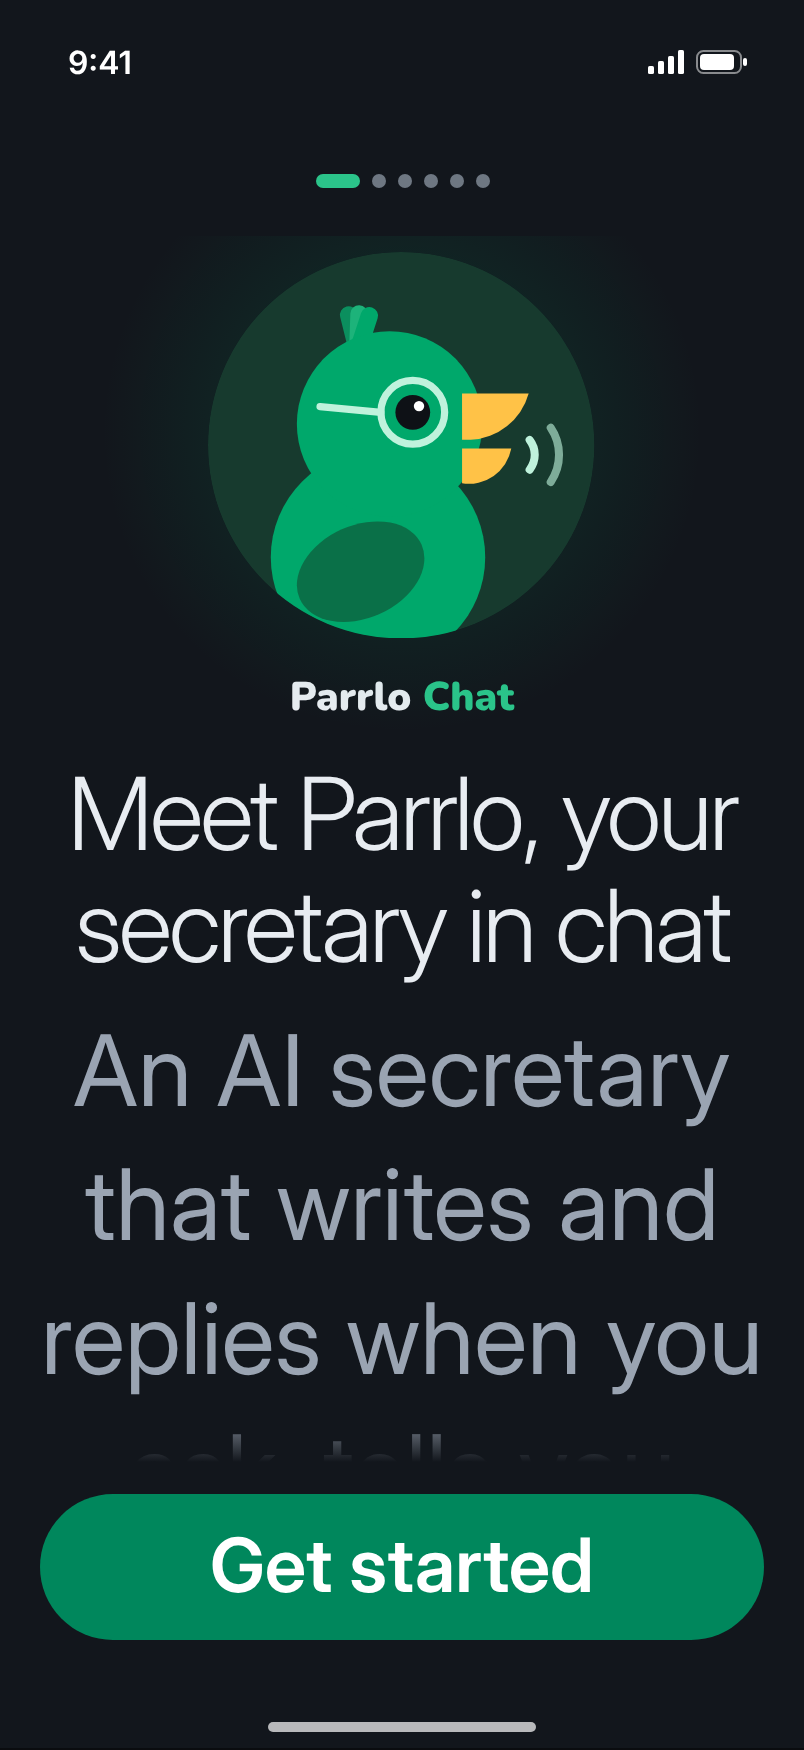 9:41
Parrlo Chat
Meet Parrlo, your
secretary in chat
An AI secretary
that writes and
replies when you
Get started